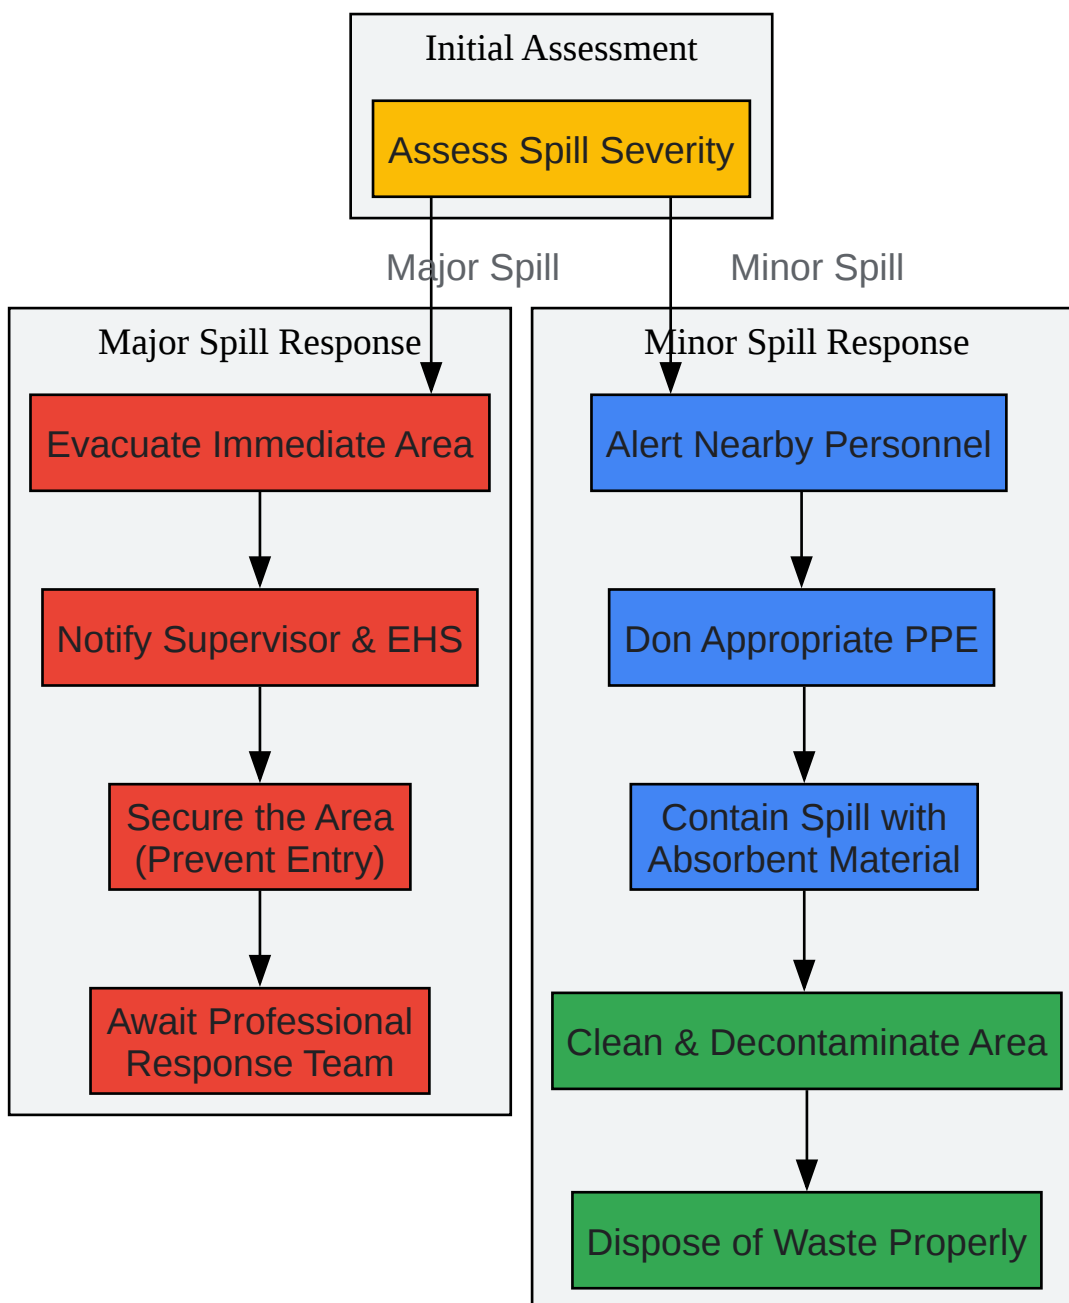 Initial Assessment
Assess Spill Severity
Major Spill
Minor Spill
Major Spill Response
Evacuate Immediate Area
Notify Supervisor & EHS
Secure the Area
(Prevent Entry)
Await Professional
Response Team
Minor Spill Response
Alert Nearby Personnel
Don Appropriate PPE
Contain Spill with
Absorbent Material
Clean & Decontaminate Area
Dispose of Waste Properly